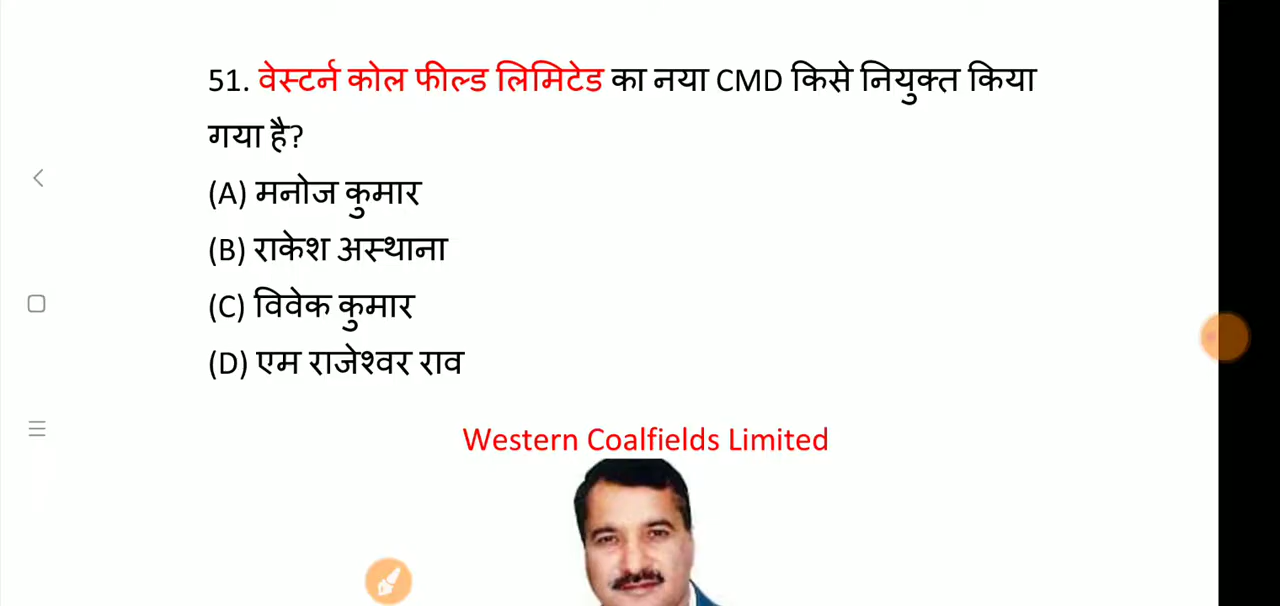 51. वेस्टर्न कोल फील्ड लिमिटेड का नया CMD किसे नियुक्त किया
गया है?
(A) मनोज कुमार
(B) राकेश अस्थाना
(C) विवेक कुमार
(D) एम राजेश्वर राव
Western Coalfields Limited